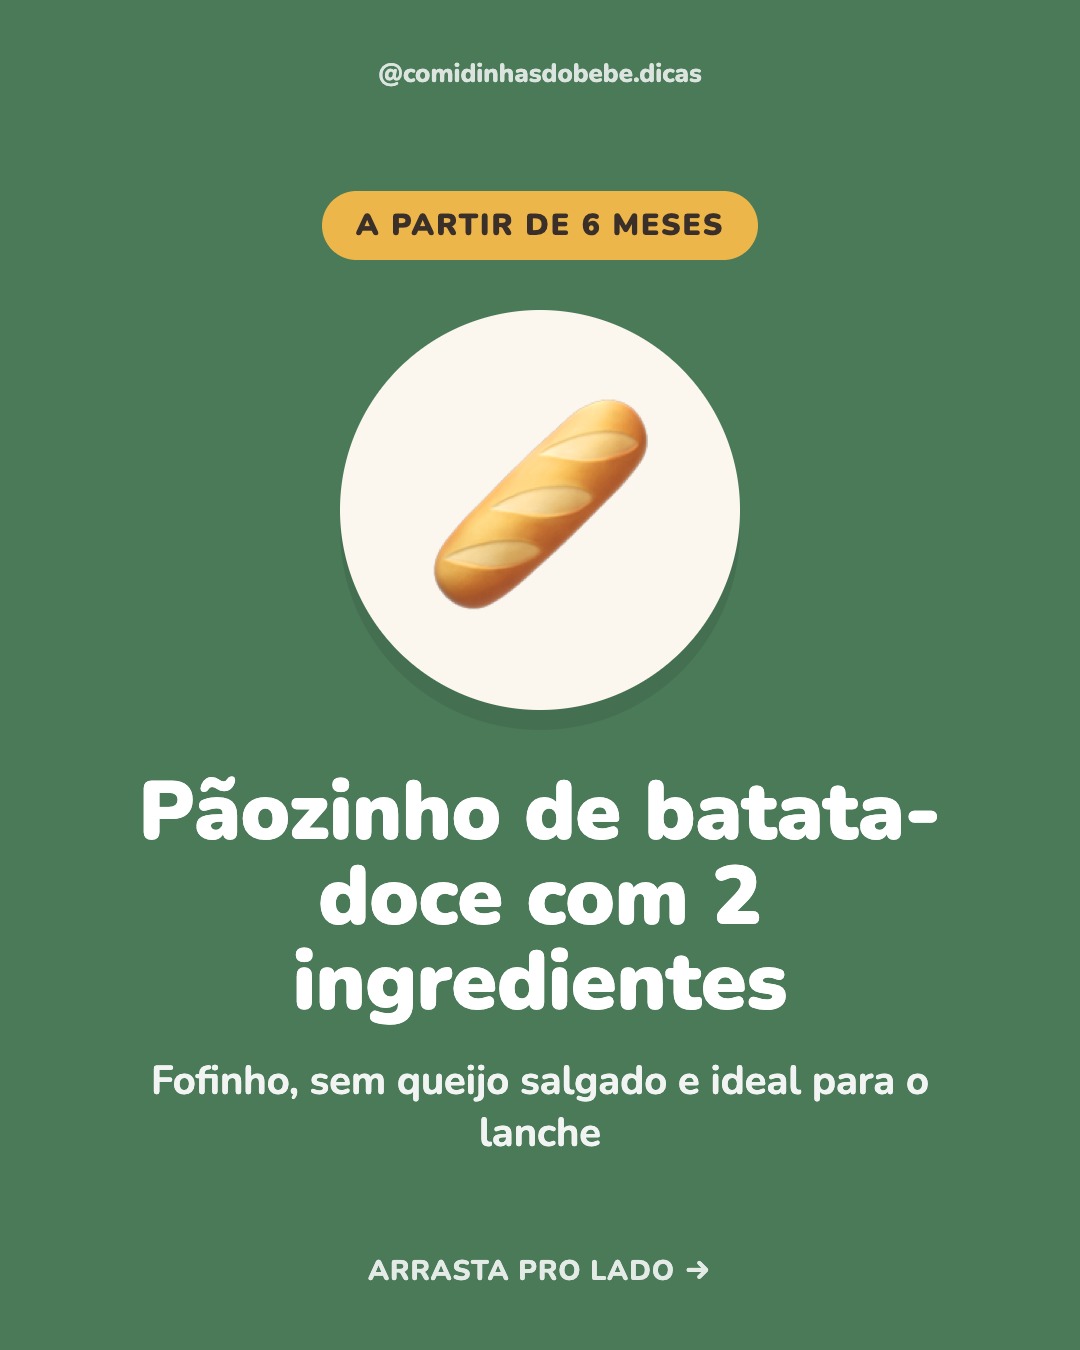 @comidinhasdobebe.dicas
A PARTIR DE 6 MESES
Pãozinho de batata-
doce com 2
ingredientes
Fofinho, sem queijo salgado e ideal para o
lanche
ARRASTA PRO LADO →